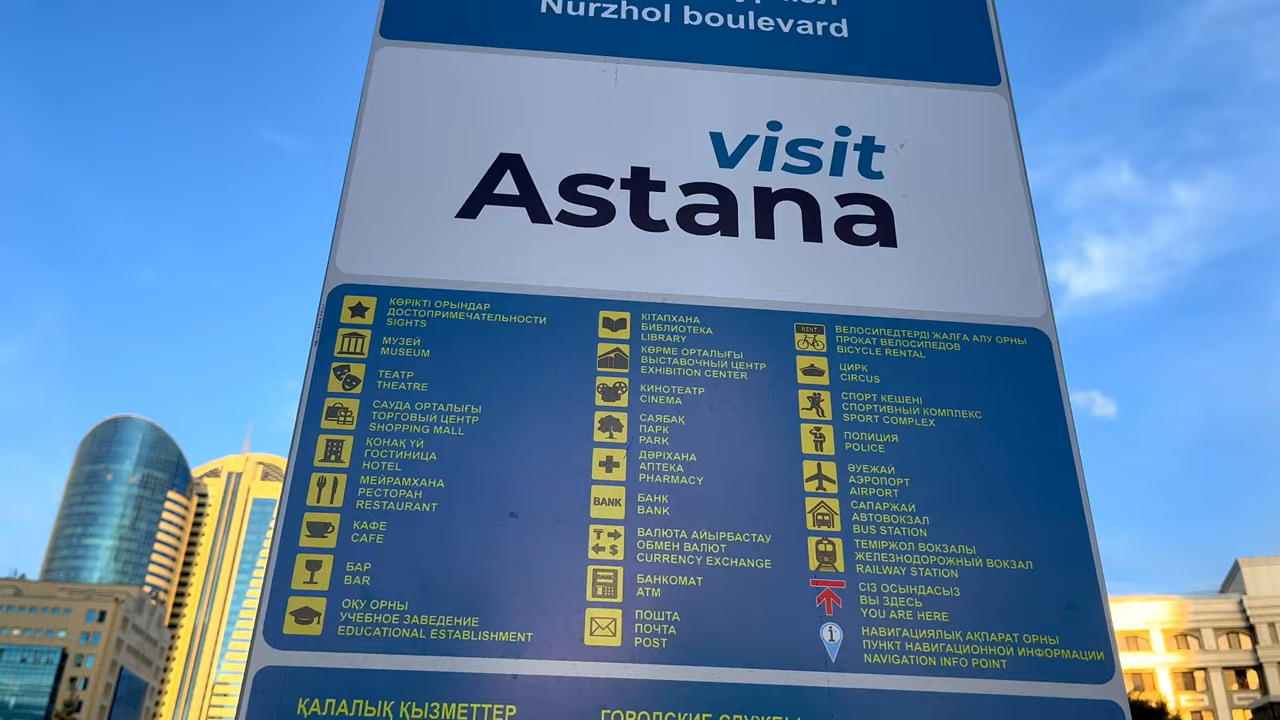 Nurzhol boulevard
visit
Astana
КӨРІКТІ ОРЫНДАР
ДОСТОПРИМЕЧАТЕЛЬНОСТИ
SIGHTS
МУЗЕЙ
MUSEUM
ТЕАТР
THEATRE
САУДА ОРТАЛЫҒЫ
ТОРГОВЫЙ ЦЕНТР
SHOPPING MALL
ҚОНАҚ ҮЙ
ГОСТИНИЦА
HOTEL
МЕЙРАМХАНА
РЕСТОРАН
RESTAURANT
КАФЕ
CAFE
БАР
BAR
ОҚУ ОРНЫ
УЧЕБНОЕ ЗАВЕДЕНИЕ
EDUCATIONAL ESTABLISHMENT
КІТАПХАНА
БИБЛИОТЕКА
LIBRARY
КӨРМЕ ОРТАЛЫҒЫ
ВЫСТАВОЧНЫЙ ЦЕНТР
EXHIBITION CENTER
КИНОТЕАТР
CINEMA
САЯБАҚ
ПАРК
PARK
ДӘРІХАНА
АПТЕКА
PHARMACY
BANK
БАНК
BANK
ВАЛЮТА АЙЫРБАСТАУ
ОБМЕН ВАЛЮТ
CURRENCY EXCHANGE
BANK
БАНКОМАТ
ATM
ПОШТА
ПОЧТА
POST
RENT
ВЕЛОСИПЕДТЕРДІ ЖАЛҒА АЛУ ОРНЫ
ПРОКАТ ВЕЛОСИПЕДОВ
BICYCLE RENTAL
ЦИРК
CIRCUS
СПОРТ КЕШЕНІ
СПОРТИВНЫЙ КОМПЛЕКС
SPORT COMPLEX
ПОЛИЦИЯ
POLICE
ӘУЕЖАЙ
АЭРОПОРТ
AIRPORT
САПАРЖАЙ
АВТОВОКЗАЛ
BUS STATION
ТЕМІРЖОЛ ВОКЗАЛЫ
ЖЕЛЕЗНОДОРОЖНЫЙ ВОКЗАЛ
RAILWAY STATION
СІЗ ОСЫНДАСЫЗ
ВЫ ЗДЕСЬ
YOU ARE HERE
i
НАВИГАЦИЯЛЫҚ АҚПАРАТ ОРНЫ
ПУНКТ НАВИГАЦИОННОЙ ИНФОРМАЦИИ
NAVIGATION INFO POINT
ҚАЛАЛЫҚ ҚЫЗМЕТТЕР
ГОРОДСКИЕ СЛУЖБЫ